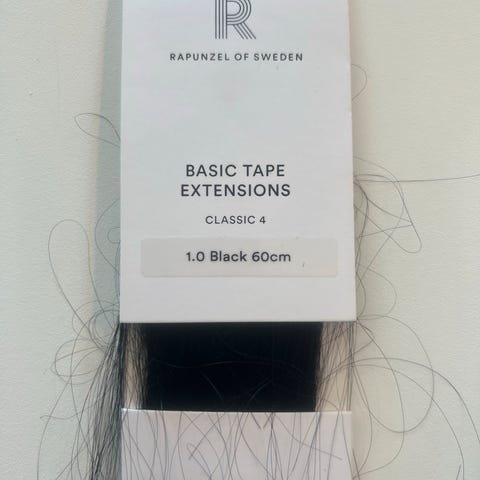 R
RAPUNZEL OF SWEDEN
BASIC TAPE
EXTENSIONS
CLASSIC 4
1.0 Black 60cm